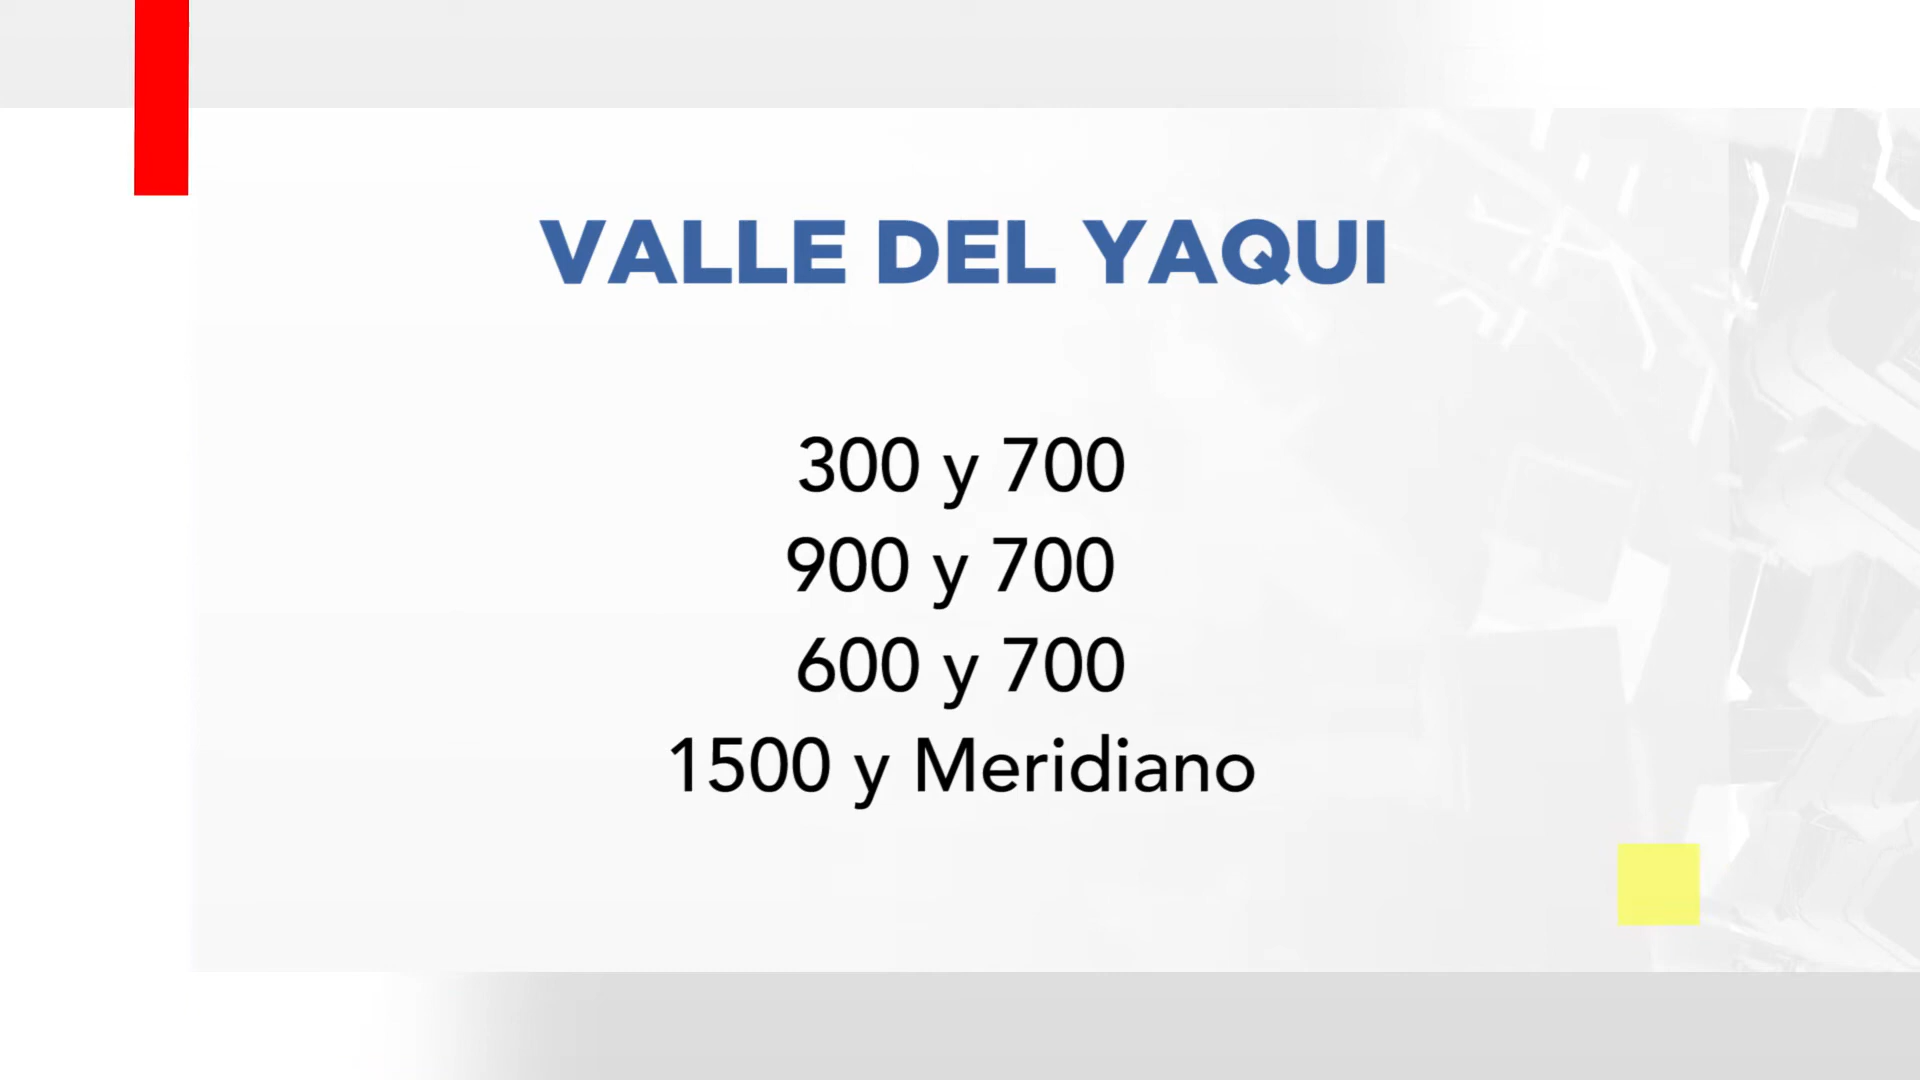 VALLE DEL YAQUI
300 y 700
900 y 700
600 y 700
1500 y Meridiano